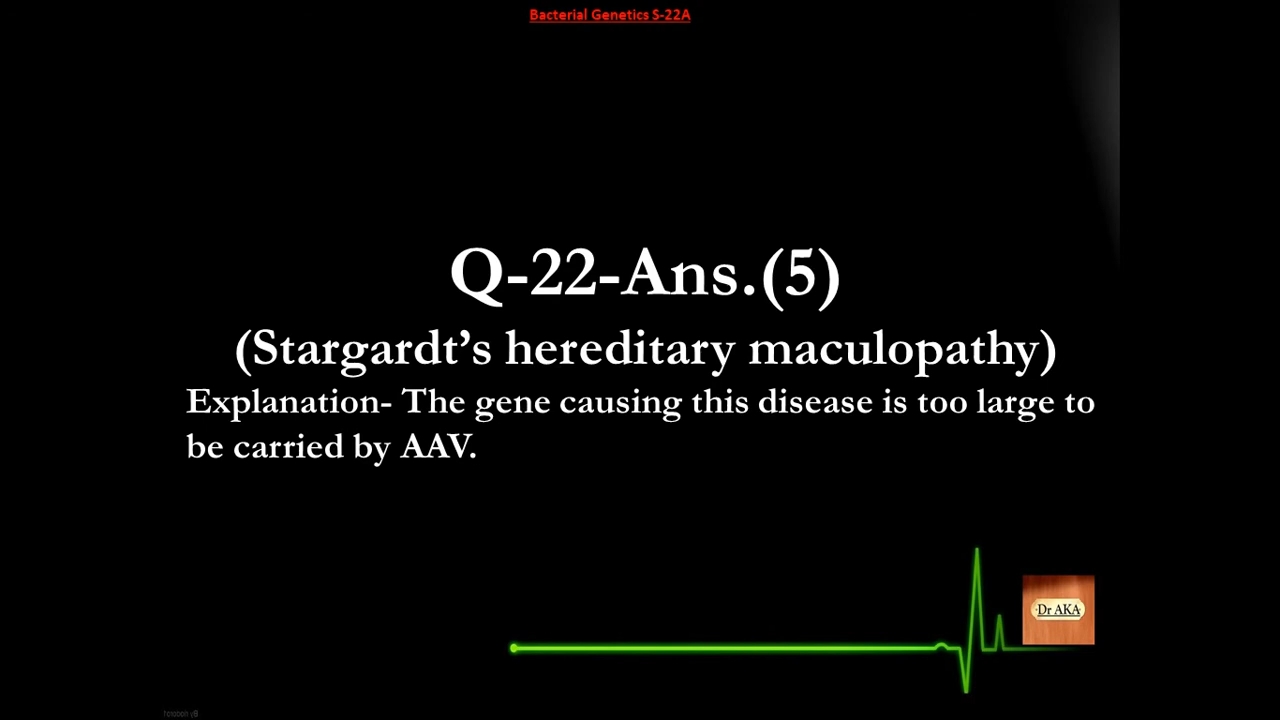 Bacterial Genetics S-22A
Q-22-Ans.(5)
(Stargardt’s hereditary maculopathy)
Explanation- The gene causing this disease is too large to
be carried by AAV.
Dr AKA